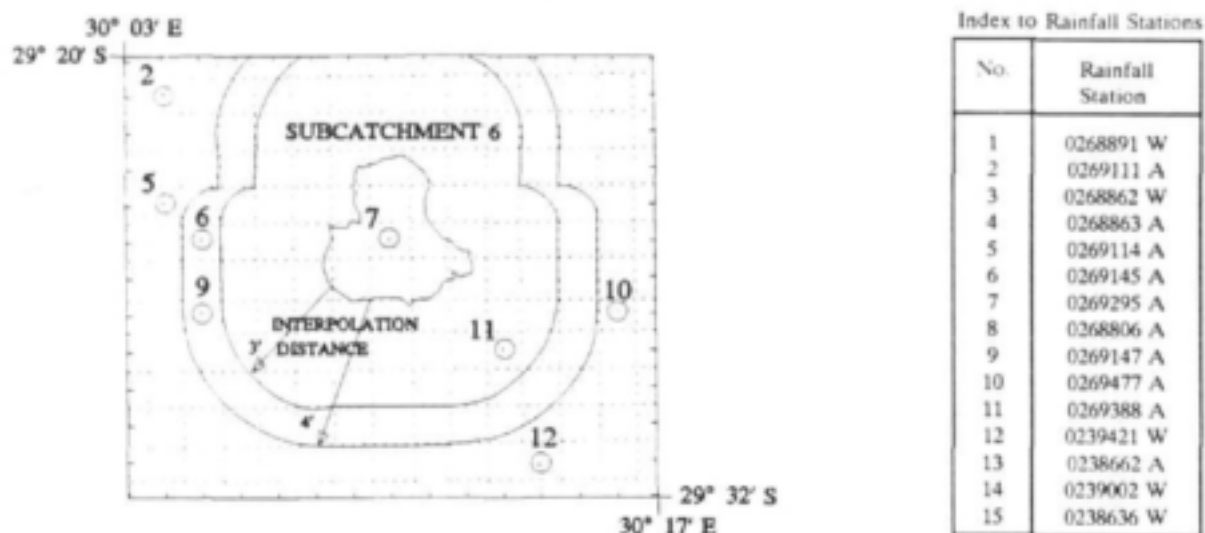 30° 03' E
29° 20' S
2
SUBCATCHMENT 6
5
6
7
9
10
INTERPOLATION
DISTANCE
11
3'
4'
12
29° 32' S
30° 17' E
Index to Rainfall Stations
No. Rainfall
Station
1 0268891 W
2 0269111 A
3 0268862 W
4 0268863 A
5 0269114 A
6 0269145 A
7 0269295 A
8 0268806 A
9 0269147 A
10 0269477 A
11 0269388 A
12 0239421 W
13 0238662 A
14 0239002 W
15 0238636 W